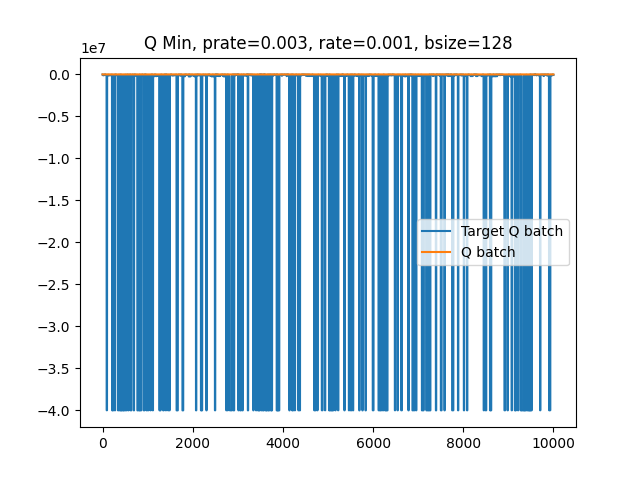 Q Min, prate=0.003, rate=0.001, bsize=128
1e7
0.0
−0.5
−1.0
−1.5
−2.0
−2.5
−3.0
−3.5
−4.0
Target Q batch
Q batch
0 2000 4000 6000 8000 10000